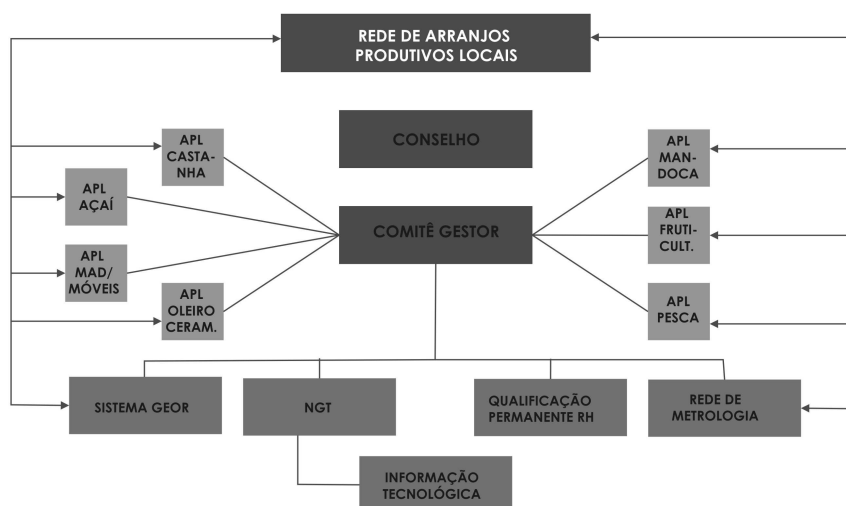 REDE DE ARRANJOS
PRODUTIVOS LOCAIS
CONSELHO
APL
CASTA-
NHA
APL
MAN-
DOCA
APL
AÇAÍ
COMITÊ GESTOR
APL
FRUTI-
CULT.
APL
MAD/
MÓVEIS
APL
OLEIRO
CERAM.
APL
PESCA
SISTEMA GEOR
NGT
QUALIFICAÇÃO
PERMANENTE RH
REDE DE
METROLOGIA
INFORMAÇÃO
TECNOLÓGICA